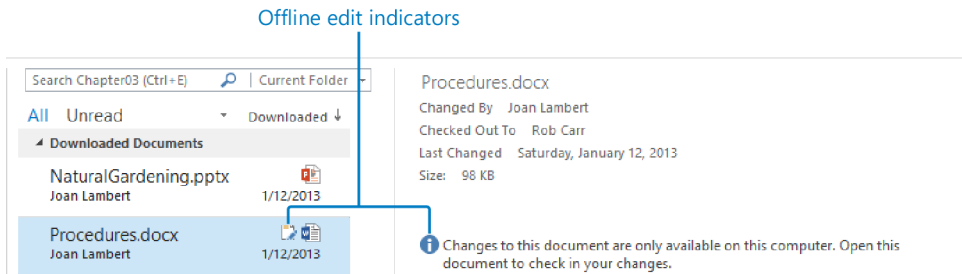 Offline edit indicators
Search Chapter03 (Ctrl+E) Current Folder
All Unread Downloaded
Downloaded Documents
NaturalGardening.pptx
Joan Lambert 1/12/2013
Procedures.docx
Joan Lambert 1/12/2013
Procedures.docx
Changed By Joan Lambert
Checked Out To Rob Carr
Last Changed Saturday, January 12, 2013
Size: 98 KB
Changes to this document are only available on this computer. Open this
document to check in your changes.